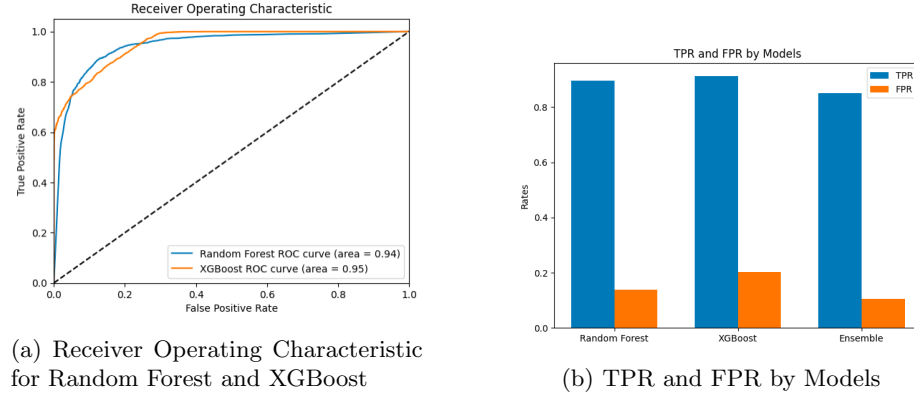 Receiver Operating Characteristic
1.0
0.8
0.6
0.4
0.2
0.0
True Positive Rate
Random Forest ROC curve (area = 0.94)
XGBoost ROC curve (area = 0.95)
0.0 0.2 0.4 0.6 0.8 1.0
False Positive Rate
(a) Receiver Operating Characteristic
for Random Forest and XGBoost
TPR and FPR by Models
TPR
FPR
0.8
0.6
0.4
0.2
0.0
Rates
Random Forest XGBoost Ensemble
(b) TPR and FPR by Models